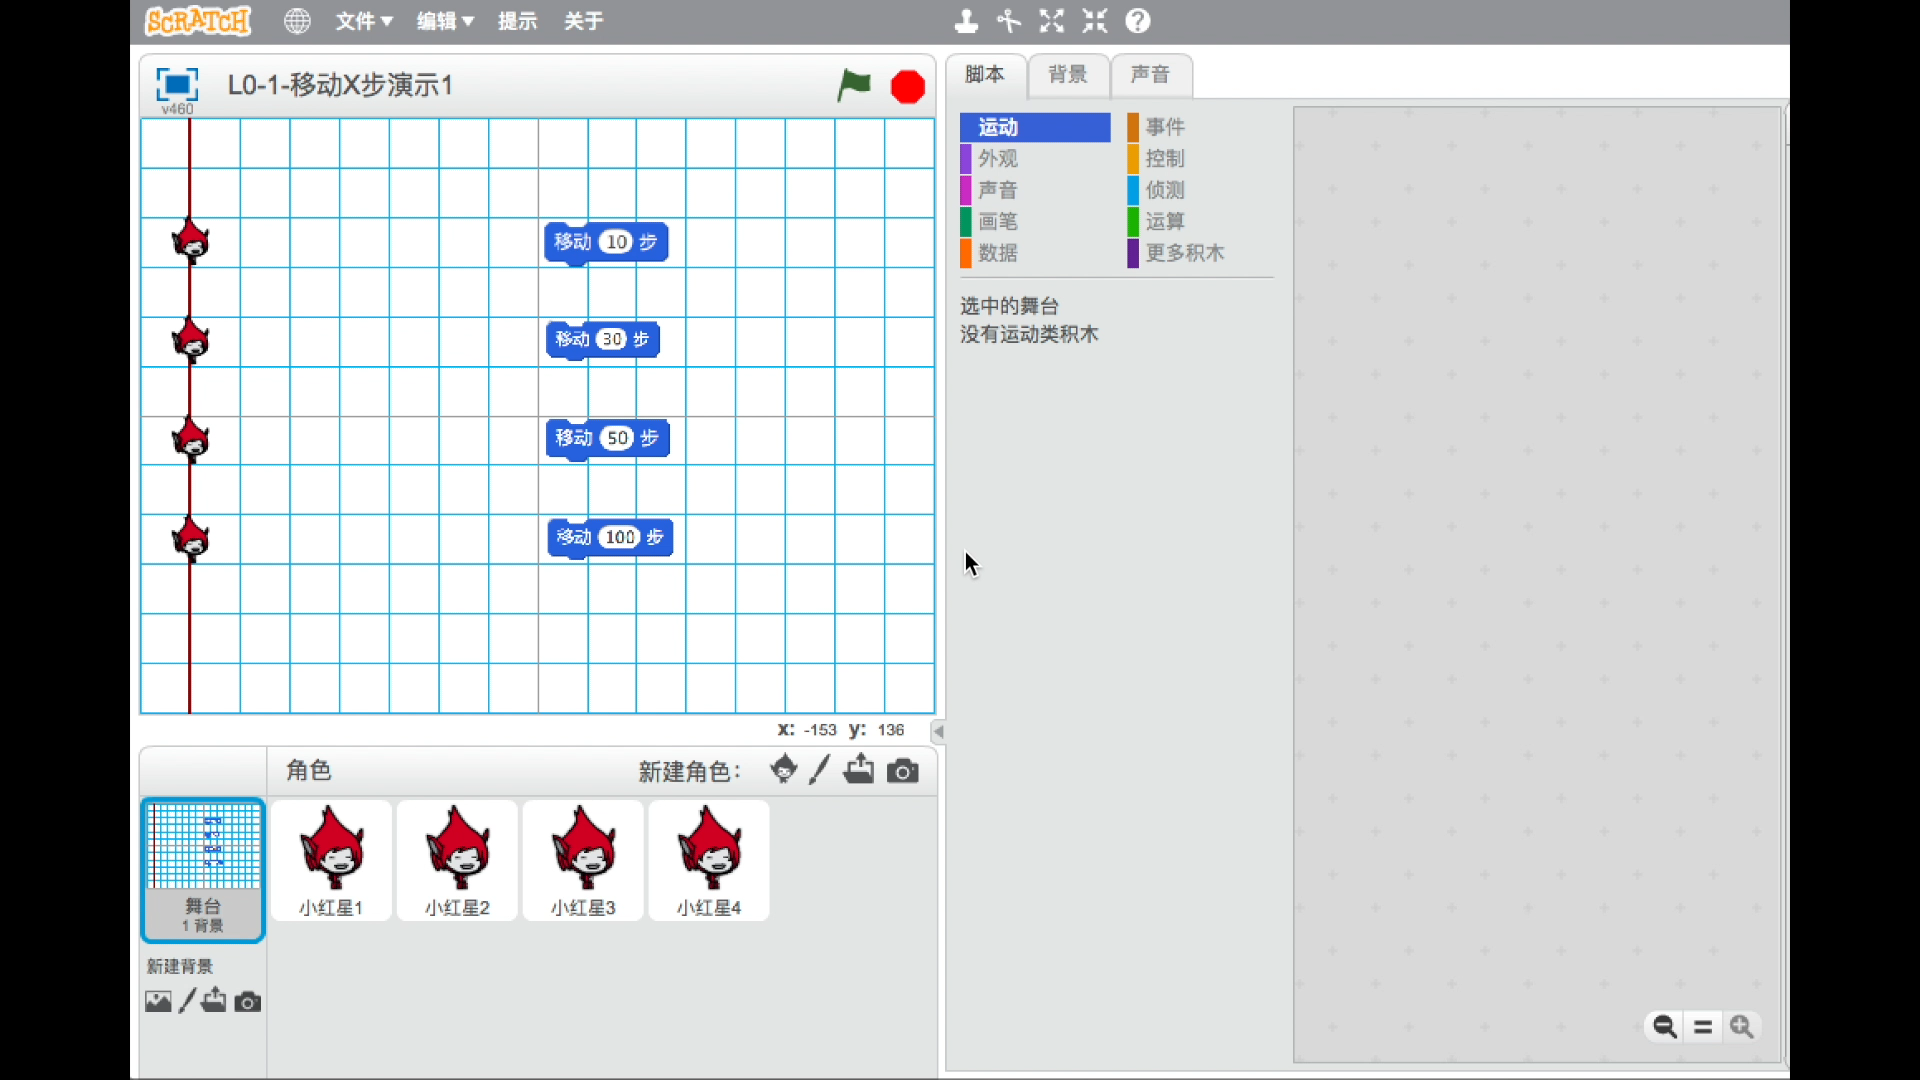 SCRATCH 文件 编辑 提示 关于
v460
L0-1-移动X步演示1
移动 10 步
移动 30 步
移动 50 步
移动 100 步
x: -153 y: 136
角色 新建角色:
舞台
1 背景
小红星1 小红星2 小红星3 小红星4
新建背景
脚本 背景 声音
运动 事件
外观 控制
声音 侦测
画笔 运算
数据 更多积木
选中的舞台
没有运动类积木